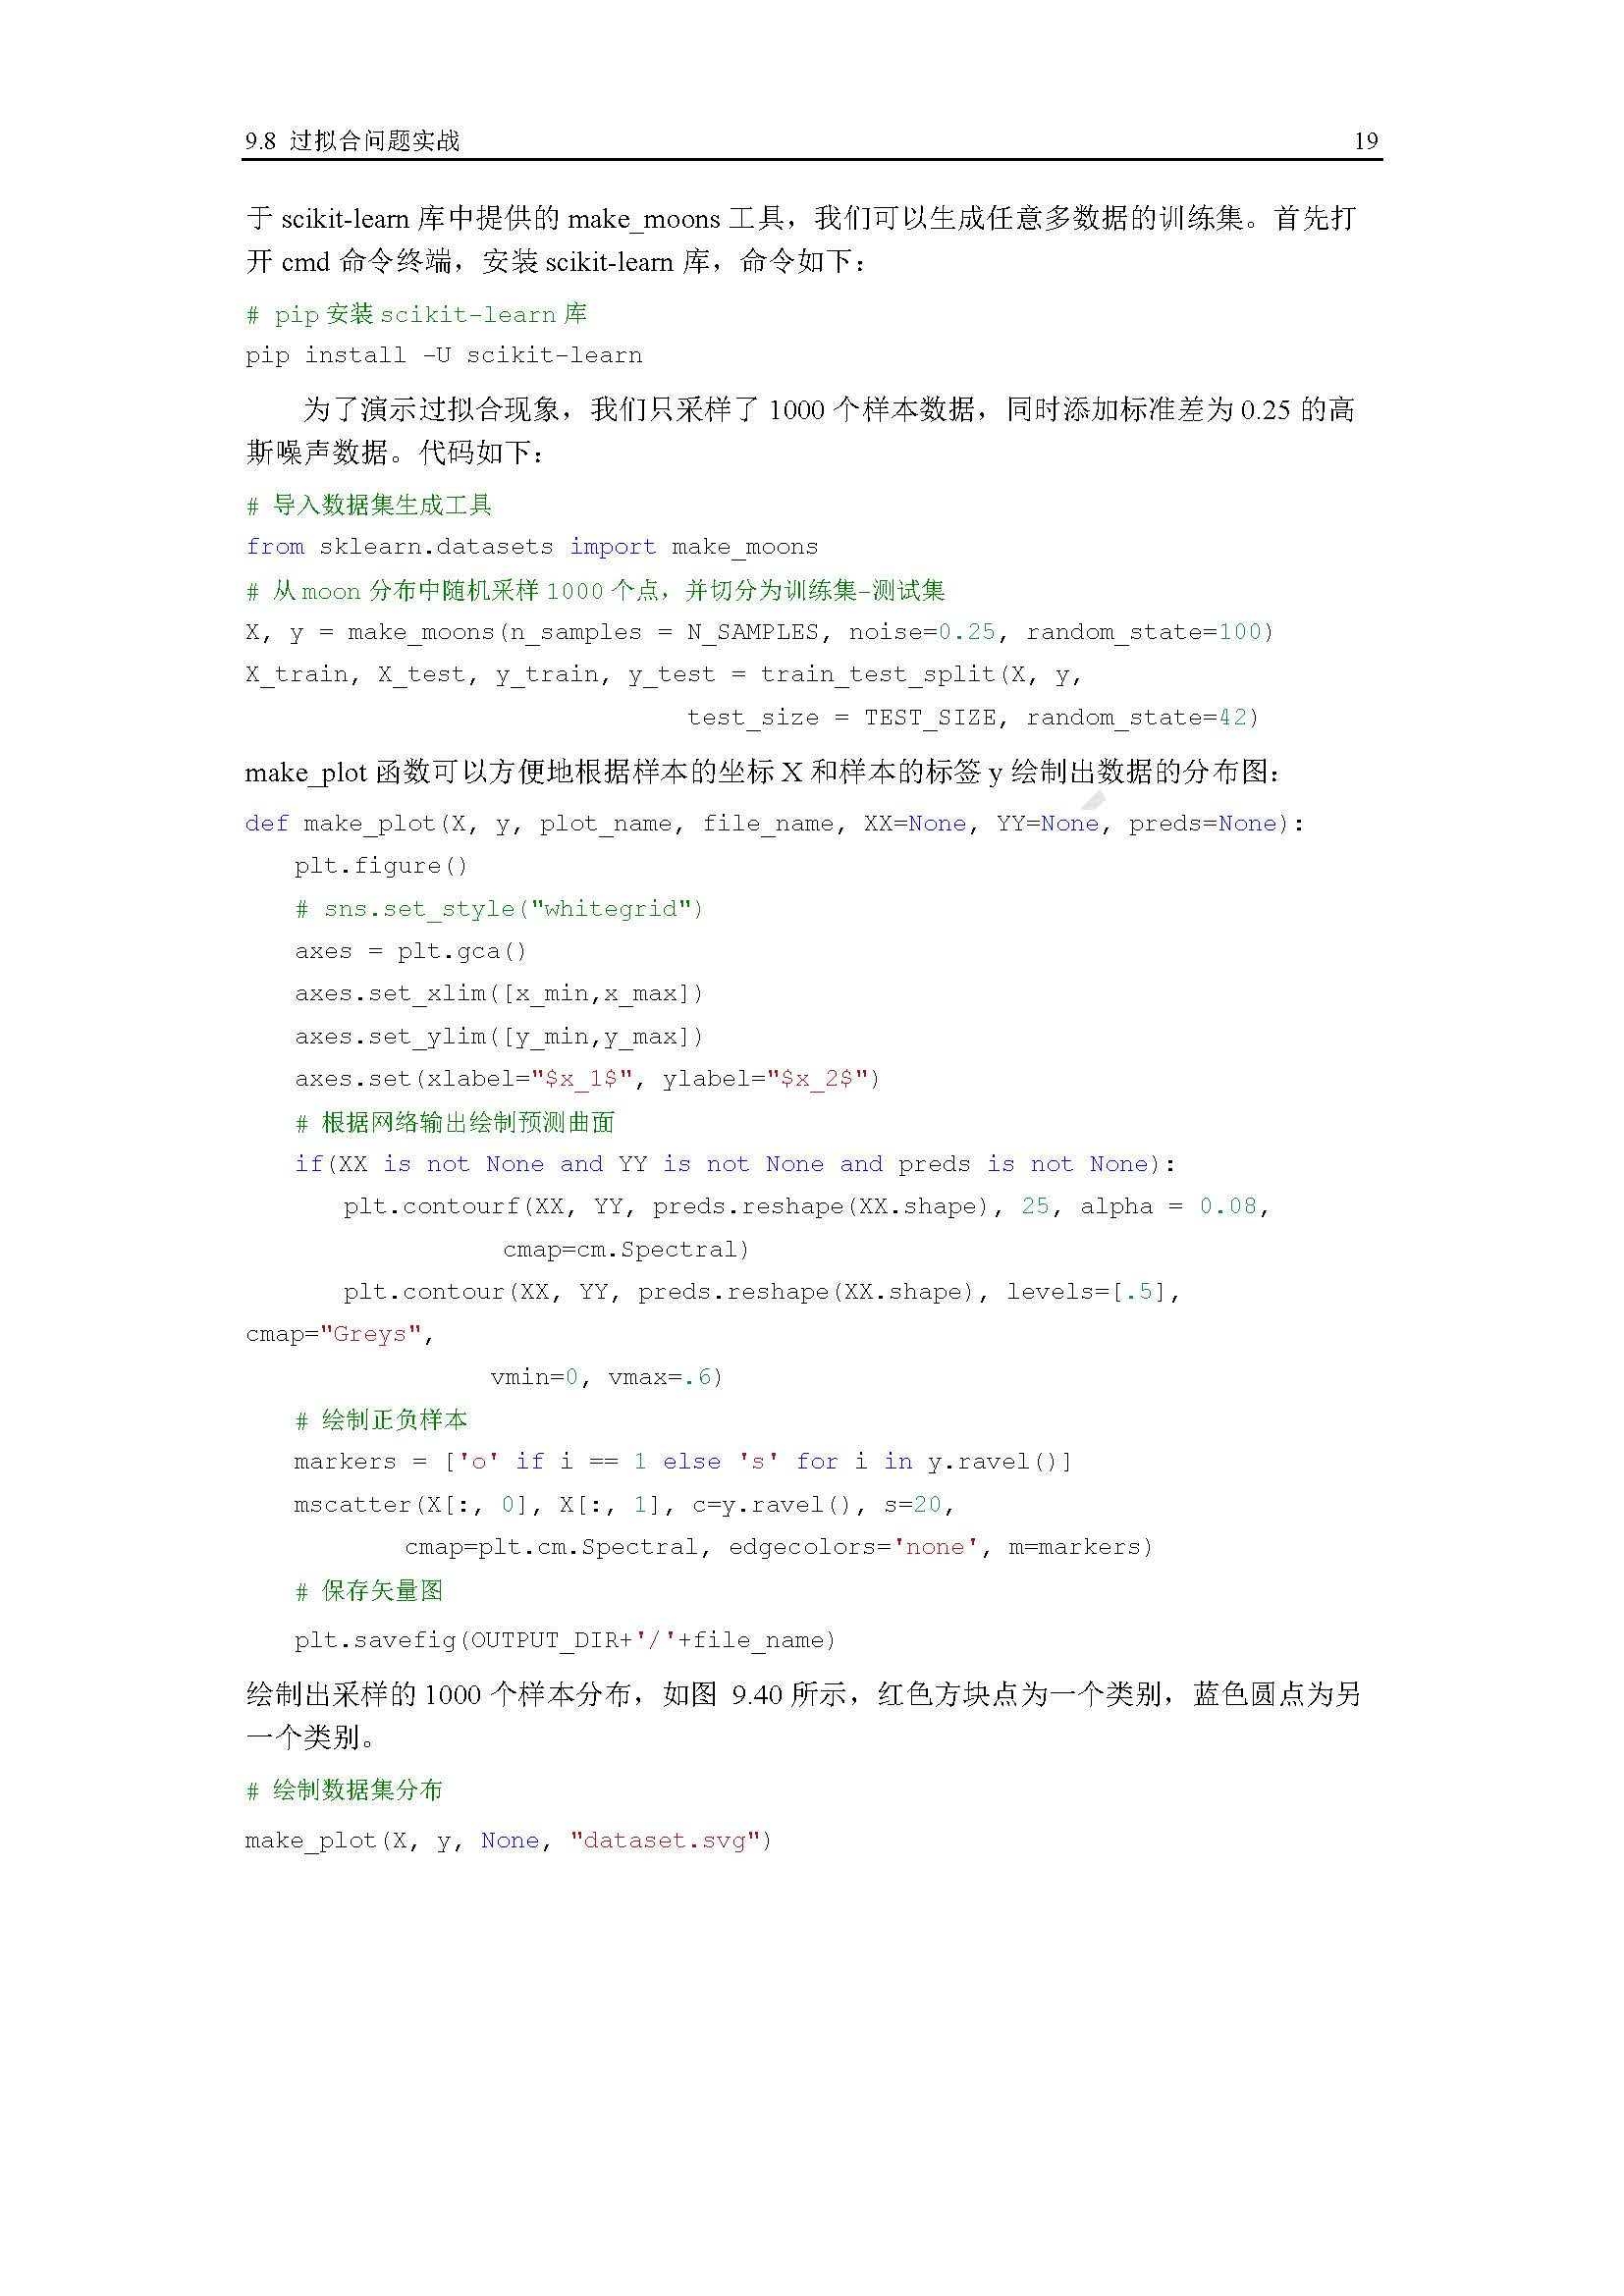 9.8 过拟合问题实战 19
于 scikit-learn 库中提供的 make_moons 工具，我们可以生成任意多数据的训练集。首先打
开 cmd 命令终端，安装 scikit-learn 库，命令如下：
# pip 安装 scikit-learn 库
pip install -U scikit-learn
为了演示过拟合现象，我们只采样了 1000 个样本数据，同时添加标准差为 0.25 的高
斯噪声数据。代码如下：
# 导入数据集生成工具
from sklearn.datasets import make_moons
# 从 moon 分布中随机采样 1000 个点，并切分为训练集-测试集
X, y = make_moons(n_samples = N_SAMPLES, noise=0.25, random_state=100)
X_train, X_test, y_train, y_test = train_test_split(X, y,
test_size = TEST_SIZE, random_state=42)
make_plot 函数可以方便地根据样本的坐标 X 和样本的标签 y 绘制出数据的分布图：
def make_plot(X, y, plot_name, file_name, XX=None, YY=None, preds=None):
plt.figure()
# sns.set_style("whitegrid")
axes = plt.gca()
axes.set_xlim([x_min,x_max])
axes.set_ylim([y_min,y_max])
axes.set(xlabel="$x_1$", ylabel="$x_2$")
# 根据网络输出绘制预测曲面
if(XX is not None and YY is not None and preds is not None):
plt.contourf(XX, YY, preds.reshape(XX.shape), 25, alpha = 0.08,
cmap=cm.Spectral)
plt.contour(XX, YY, preds.reshape(XX.shape), levels=[.5],
cmap="Greys",
vmin=0, vmax=.6)
# 绘制正负样本
markers = ['o' if i == 1 else 's' for i in y.ravel()]
mscatter(X[:, 0], X[:, 1], c=y.ravel(), s=20,
cmap=plt.cm.Spectral, edgecolors='none', m=markers)
# 保存矢量图
plt.savefig(OUTPUT_DIR+'/'+file_name)
绘制出采样的 1000 个样本分布，如图 9.40 所示，红色方块点为一个类别，蓝色圆点为另
一个类别。
# 绘制数据集分布
make_plot(X, y, None, "dataset.svg")